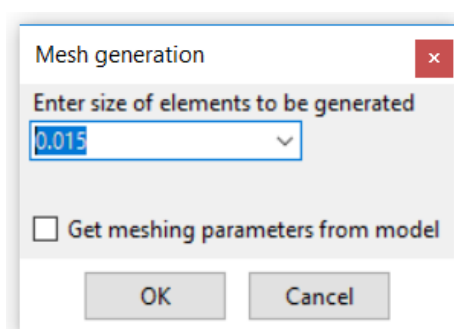 Mesh generation
Enter size of elements to be generated
0.015
Get meshing parameters from model
OK Cancel